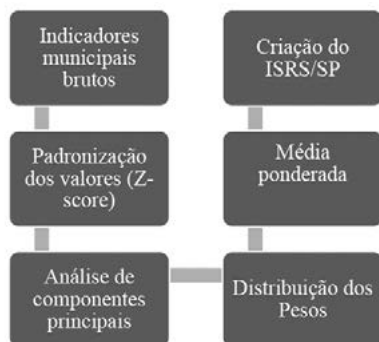 Indicadores
municipais
brutos
Padronização
dos valores (Z-
score)
Análise de
componentes
principais
Distribuição dos
Pesos
Média
ponderada
Criação do
ISRS/SP